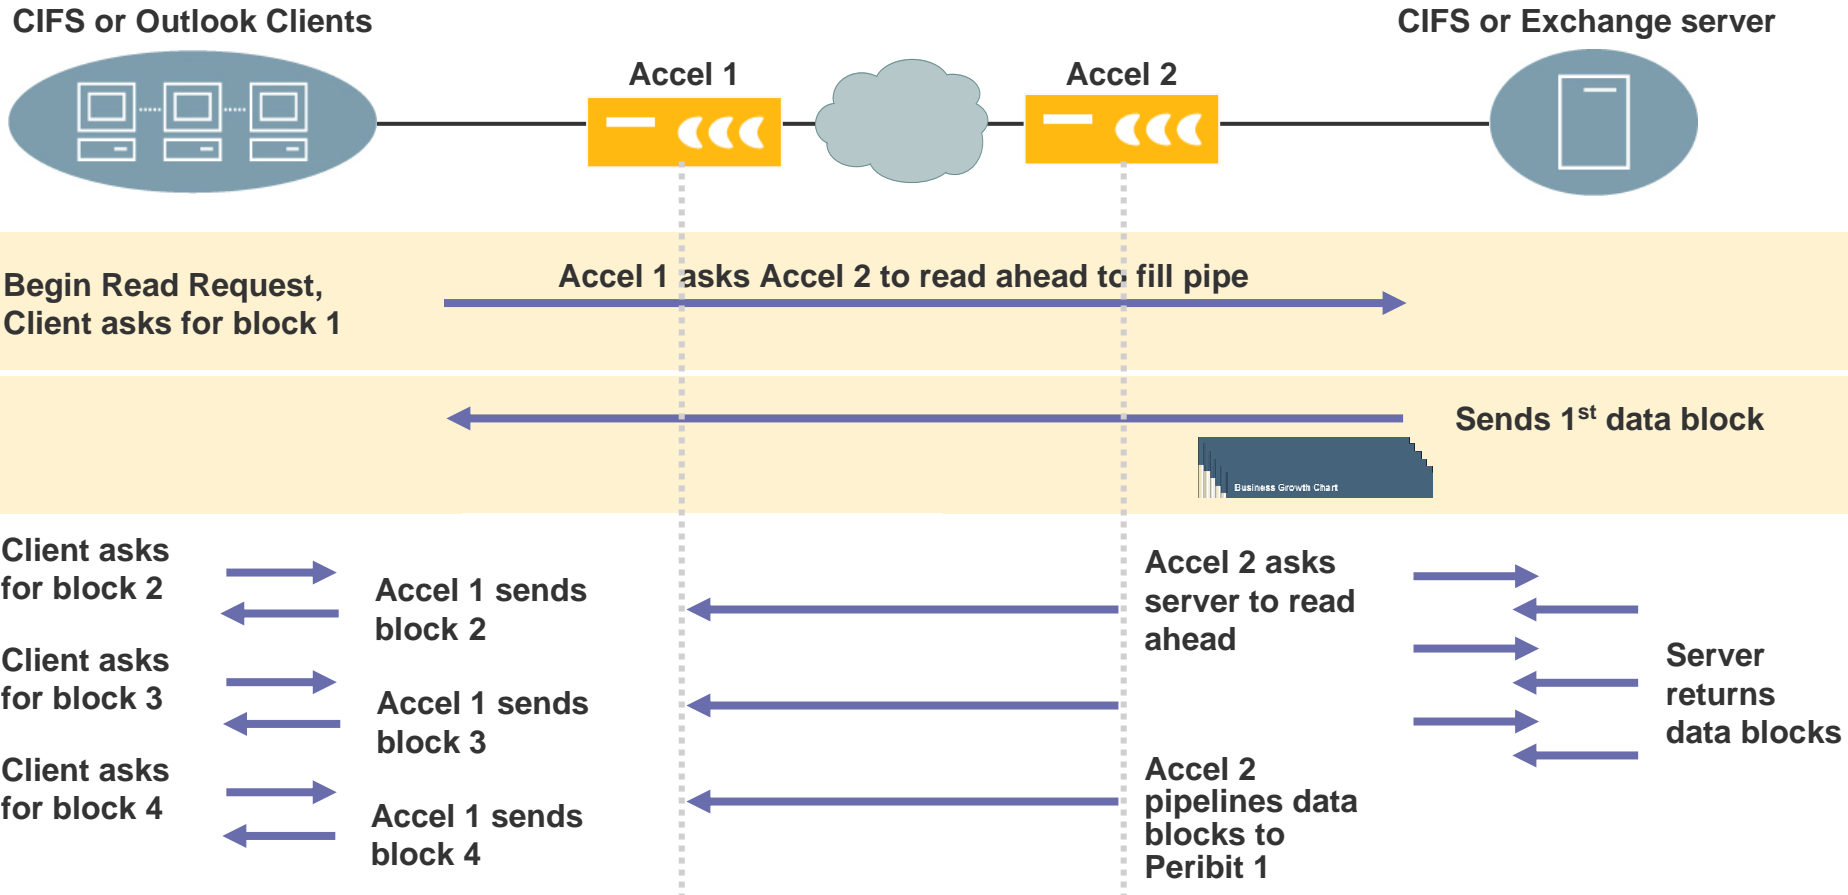 CIFS or Outlook Clients
CIFS or Exchange server
Accel 1
Accel 2
Begin Read Request,
Client asks for block 1
Accel 1 asks Accel 2 to read ahead to fill pipe
Sends 1st data block
Business Growth Chart
Client asks
for block 2
Accel 1 sends
block 2
Client asks
for block 3
Accel 1 sends
block 3
Client asks
for block 4
Accel 1 sends
block 4
Accel 2 asks
server to read
ahead
Accel 2
pipelines data
blocks to
Peribit 1
Server
returns
data blocks